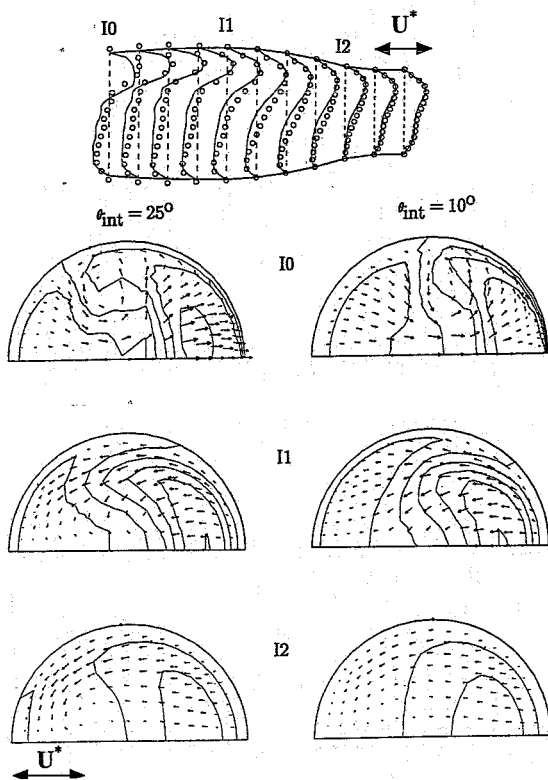 I0
I1
I2
U*
θint = 25°
θint = 10°
I0
I1
I2
U*